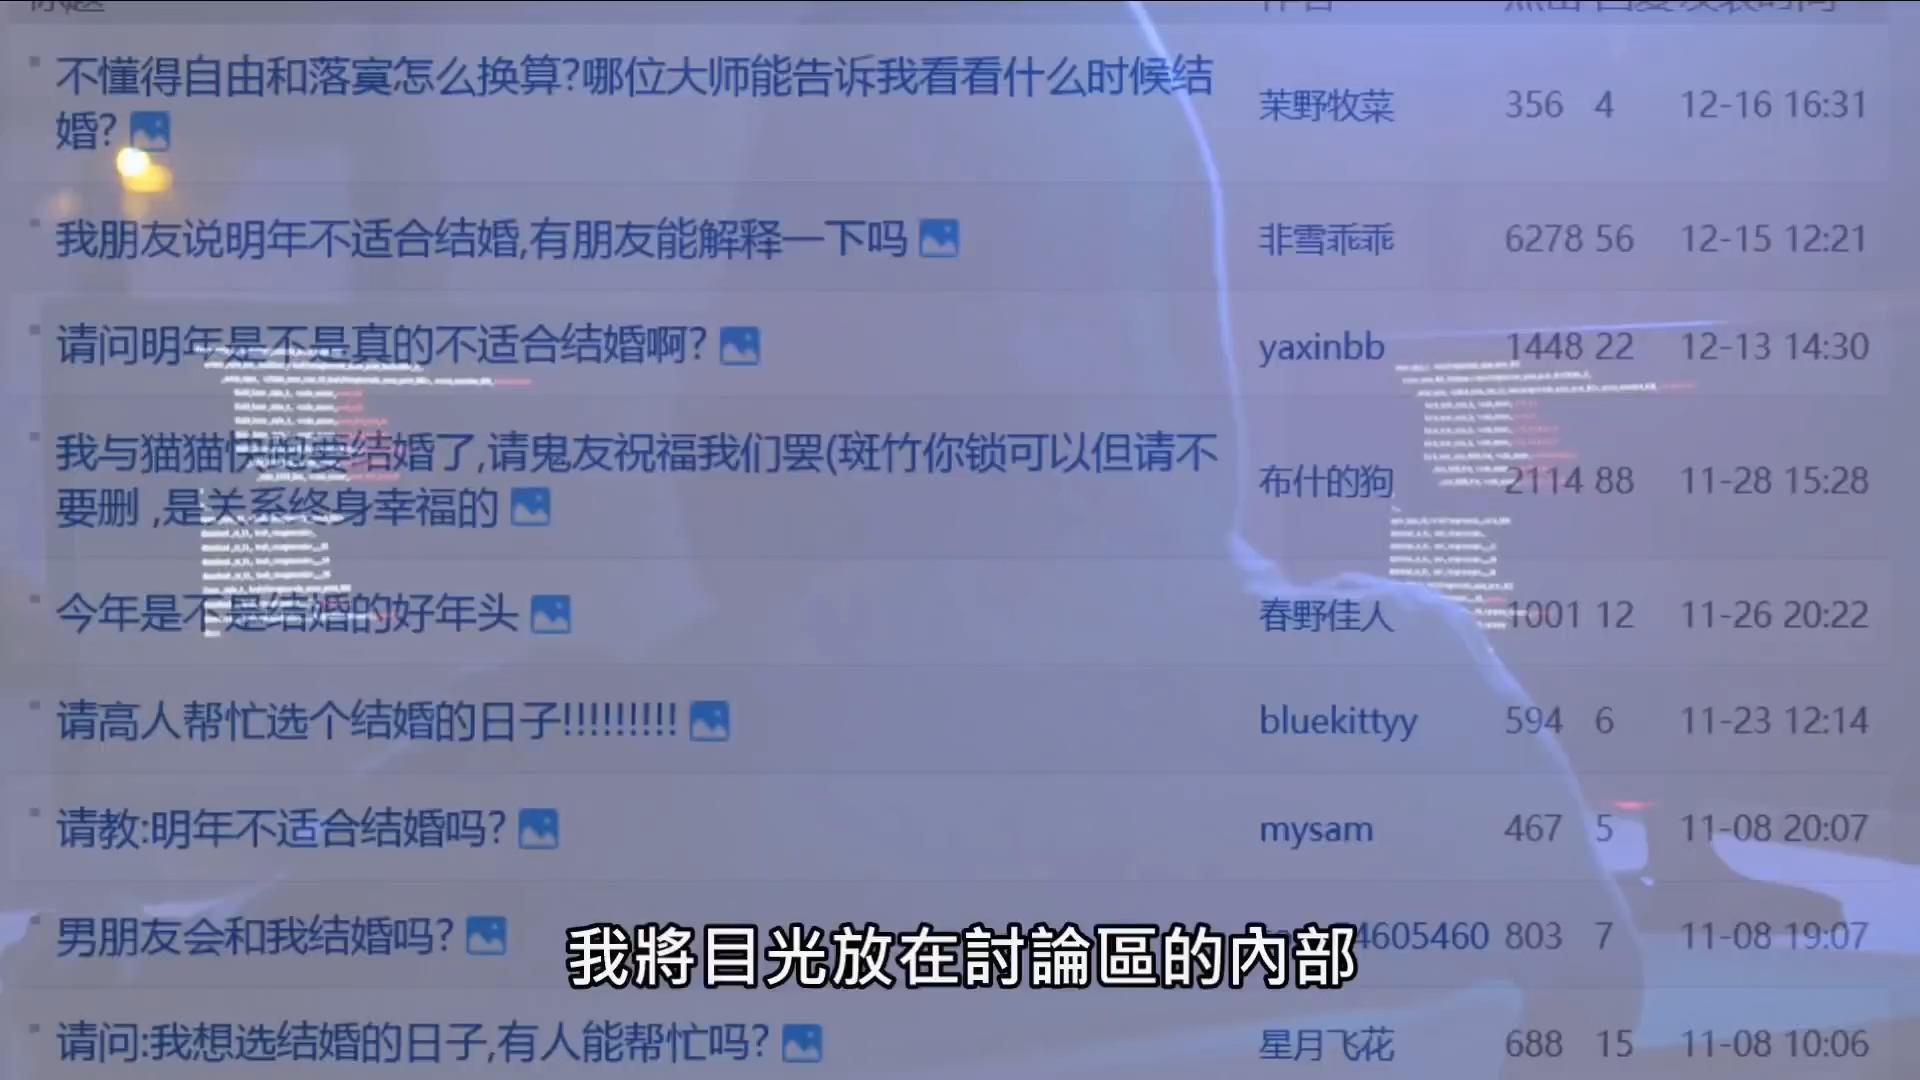 不懂得自由和落寞怎么换算?哪位大师能告诉我看看什么时候结
婚?
茉野牧菜 356 4 12-16 16:31
我朋友说明年不适合结婚,有朋友能解释一下吗 非雪乖乖 6278 56 12-15 12:21
请问明年是不是真的不适合结婚啊? yaxinbb 1448 22 12-13 14:30
我与猫猫快跑要结婚了,请鬼友祝福我们罢(斑竹你锁可以但请不
要删 ,是关系终身幸福的
布什的狗 2114 88 11-28 15:28
今年是不是结婚的好年头 春野佳人 1001 12 11-26 20:22
请高人帮忙选个结婚的日子!!!!!!!!! bluekittyy 594 6 11-23 12:14
请教:明年不适合结婚吗? mysam 467 5 11-08 20:07
男朋友会和我结婚吗? 4605460 803 7 11-08 19:07
我將目光放在討論區的內部
请问:我想选结婚的日子,有人能帮忙吗? 星月飞花 688 15 11-08 10:06